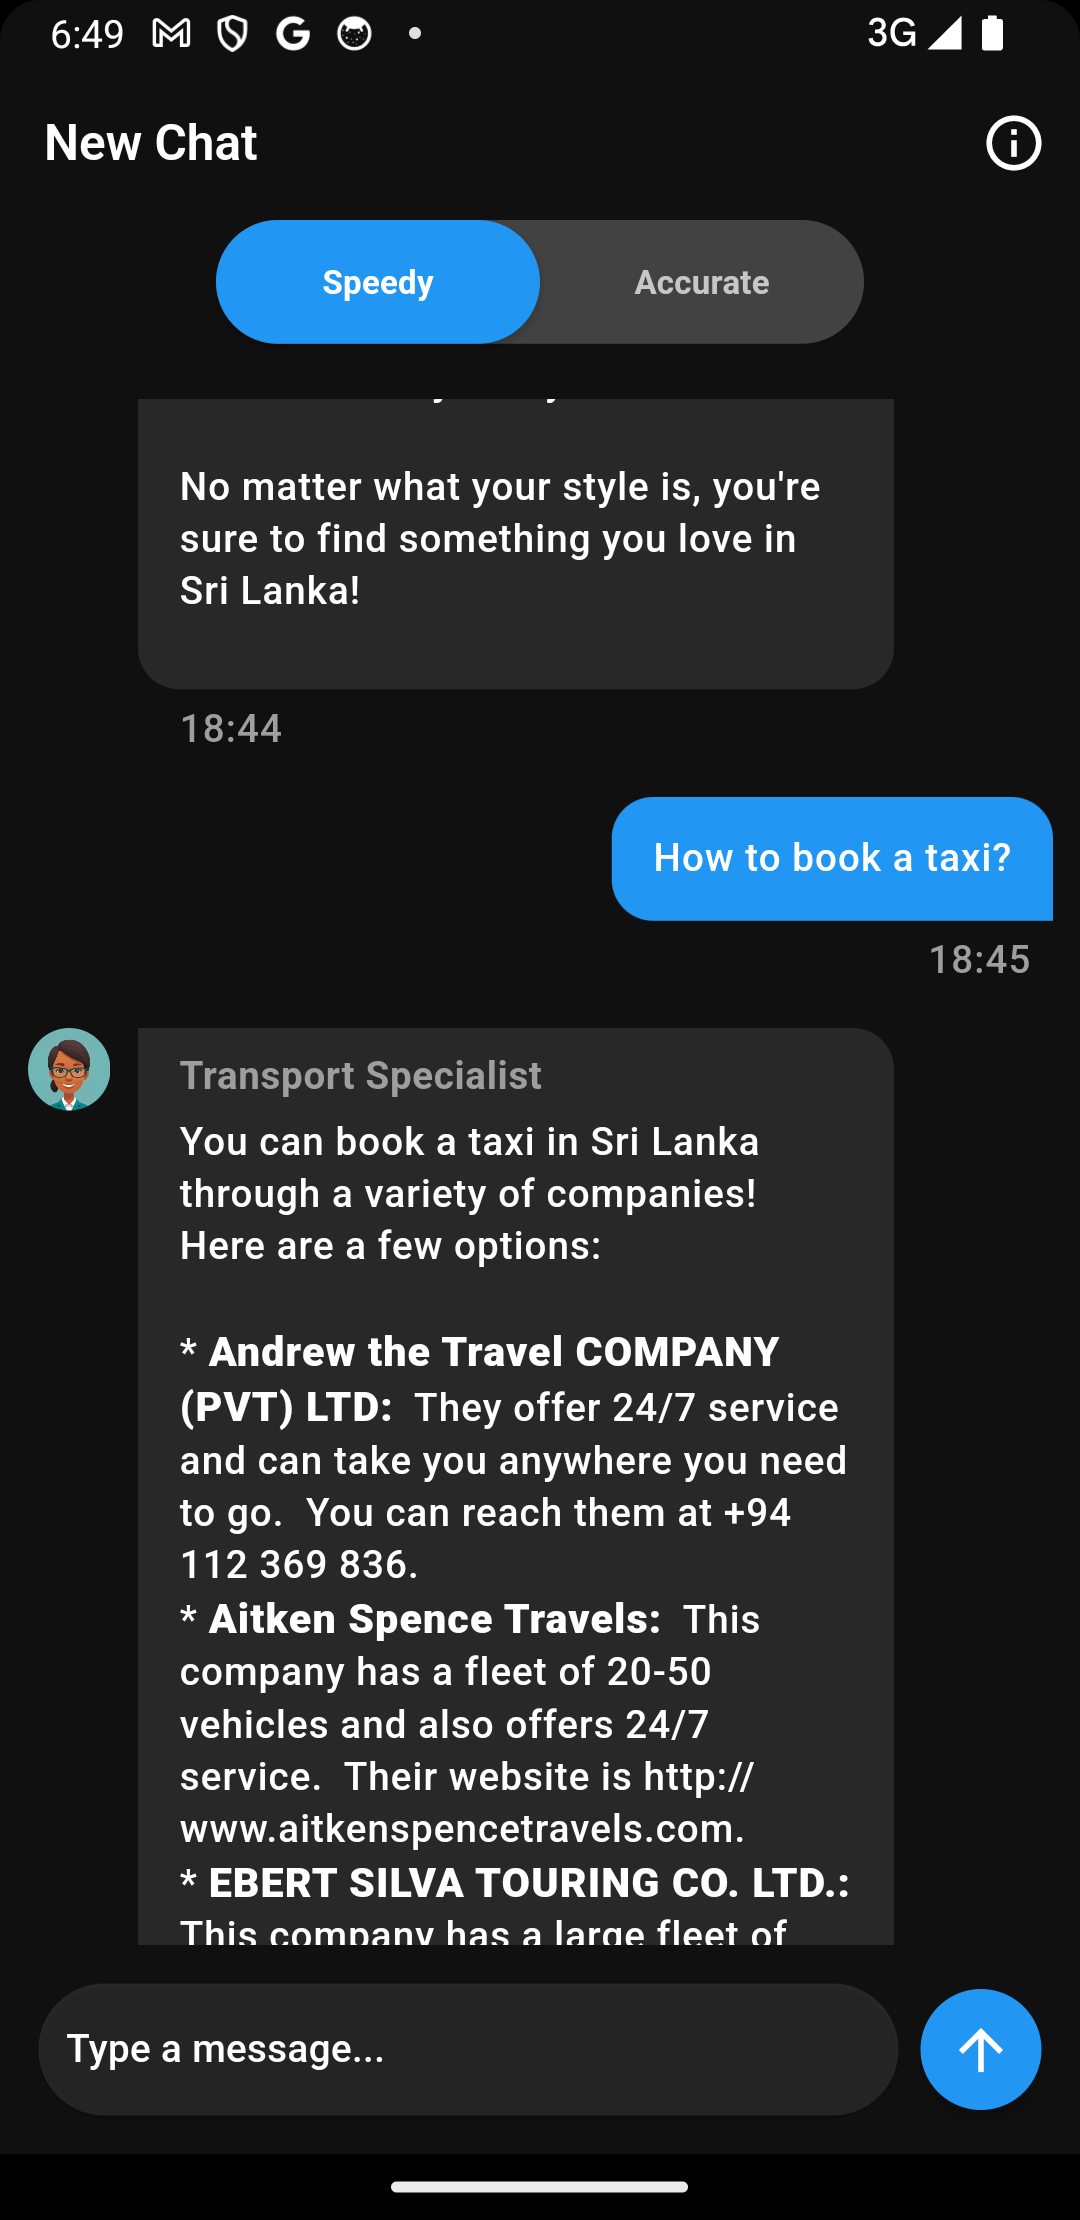 6:49
3G
New Chat
Speedy
Accurate
No matter what your style is, you're
sure to find something you love in
Sri Lanka!
18:44
How to book a taxi?
18:45
Transport Specialist
You can book a taxi in Sri Lanka
through a variety of companies!
Here are a few options:
* Andrew the Travel COMPANY
(PVT) LTD:  They offer 24/7 service
and can take you anywhere you need
to go.  You can reach them at +94
112 369 836.
* Aitken Spence Travels:  This
company has a fleet of 20-50
vehicles and also offers 24/7
service.  Their website is http://
www.aitkenspencetravels.com.
* EBERT SILVA TOURING CO. LTD.:
This company has a large fleet of
Type a message...